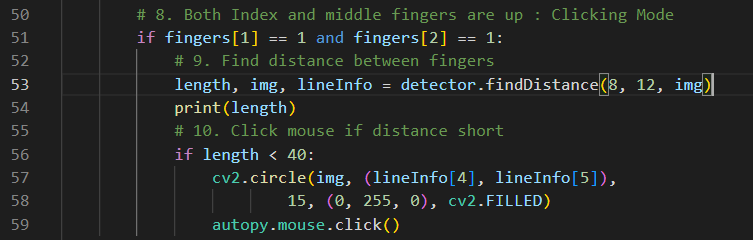 50 # 8. Both Index and middle fingers are up : Clicking Mode
51 if fingers[1] == 1 and fingers[2] == 1:
52 # 9. Find distance between fingers
53 length, img, lineInfo = detector.findDistance(8, 12, img)
54 print(length)
55 # 10. Click mouse if distance short
56 if length < 40:
57 cv2.circle(img, (lineInfo[4], lineInfo[5]),
58 15, (0, 255, 0), cv2.FILLED)
59 autopy.mouse.click()